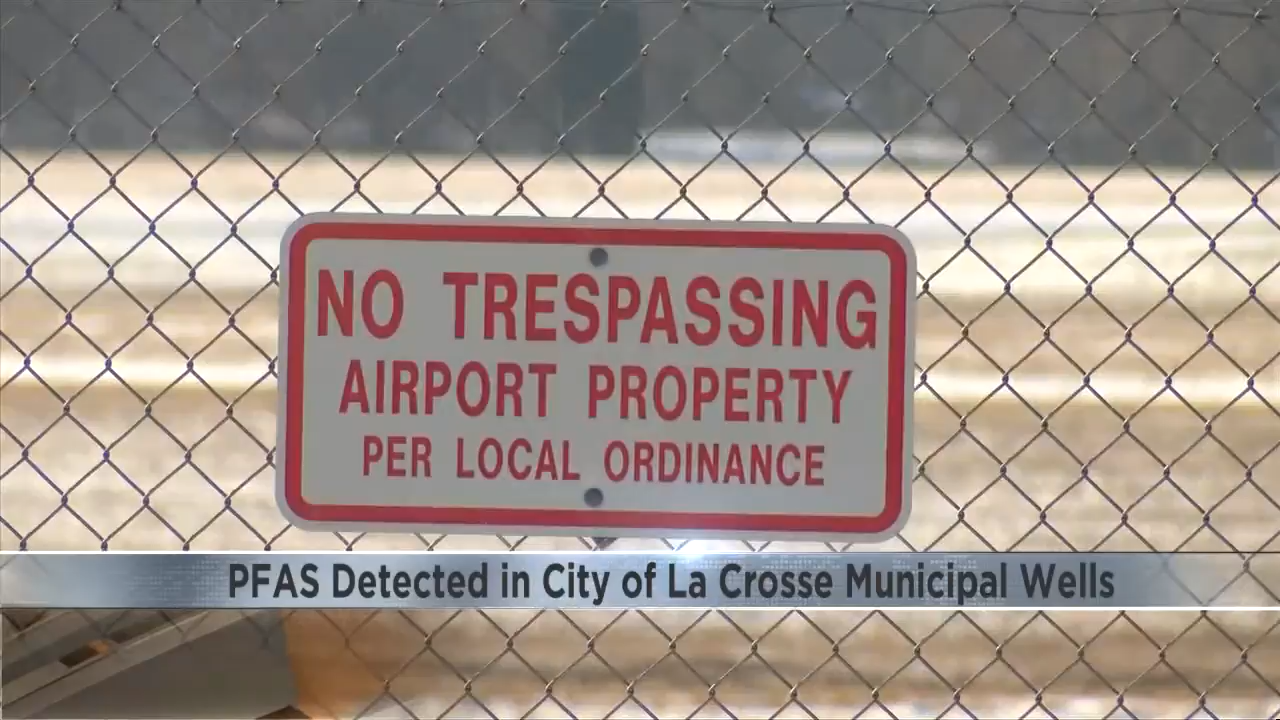 NO TRESPASSING
AIRPORT PROPERTY
PER LOCAL ORDINANCE
PFAS Detected in City of La Crosse Municipal Wells